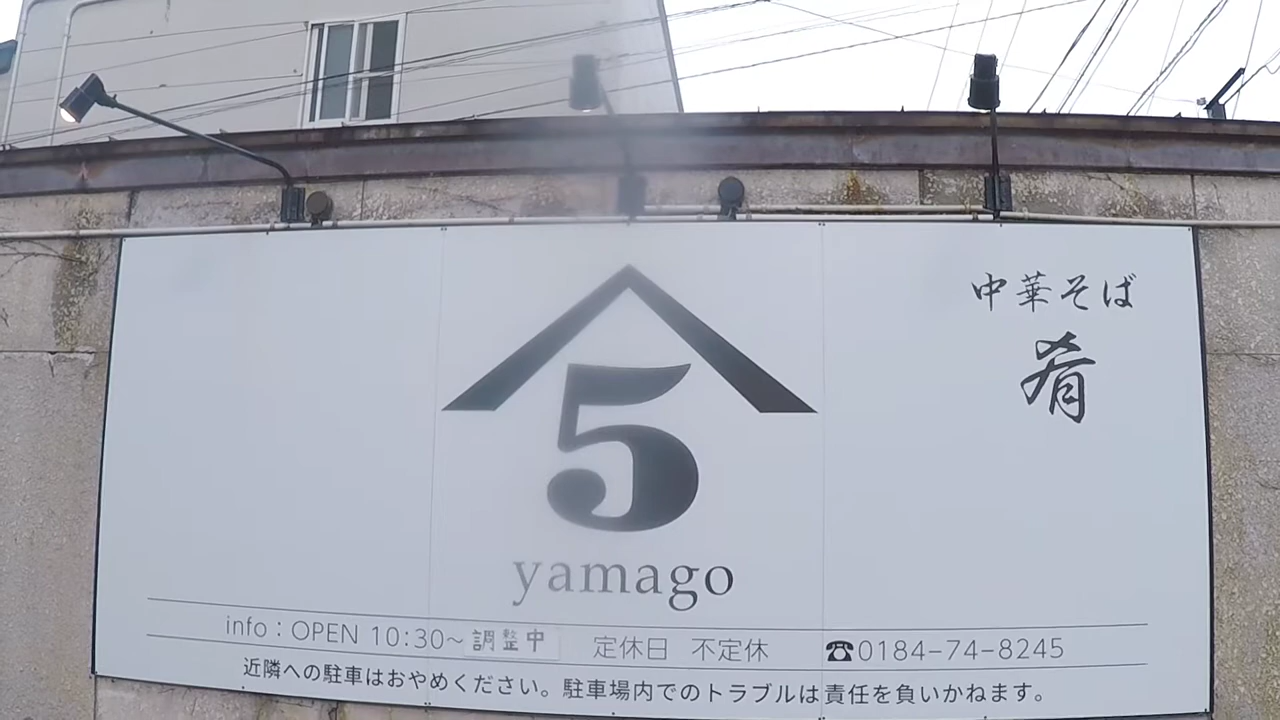 中華そば
肴
5
yamago
info：OPEN 10:30～調整中　定休日　不定休　☎0184-74-8245
近隣への駐車はおやめください。駐車場内でのトラブルは責任を負いかねます。